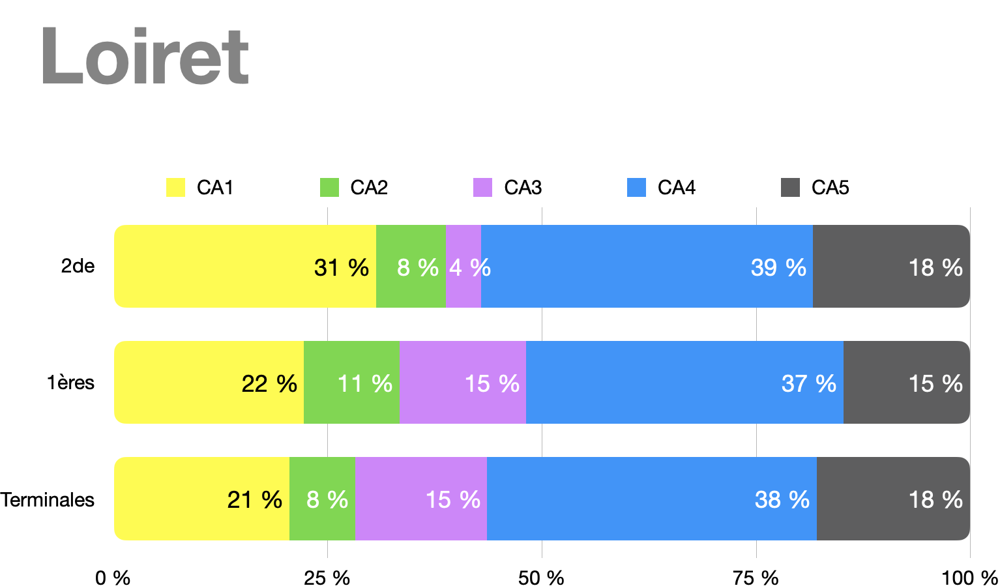 Loiret
CA1 CA2 CA3 CA4 CA5
2de 31 % 8 % 4 % 39 % 18 %
1ères 22 % 11 % 15 % 37 % 15 %
Terminales 21 % 8 % 15 % 38 % 18 %
0 % 25 % 50 % 75 % 100 %